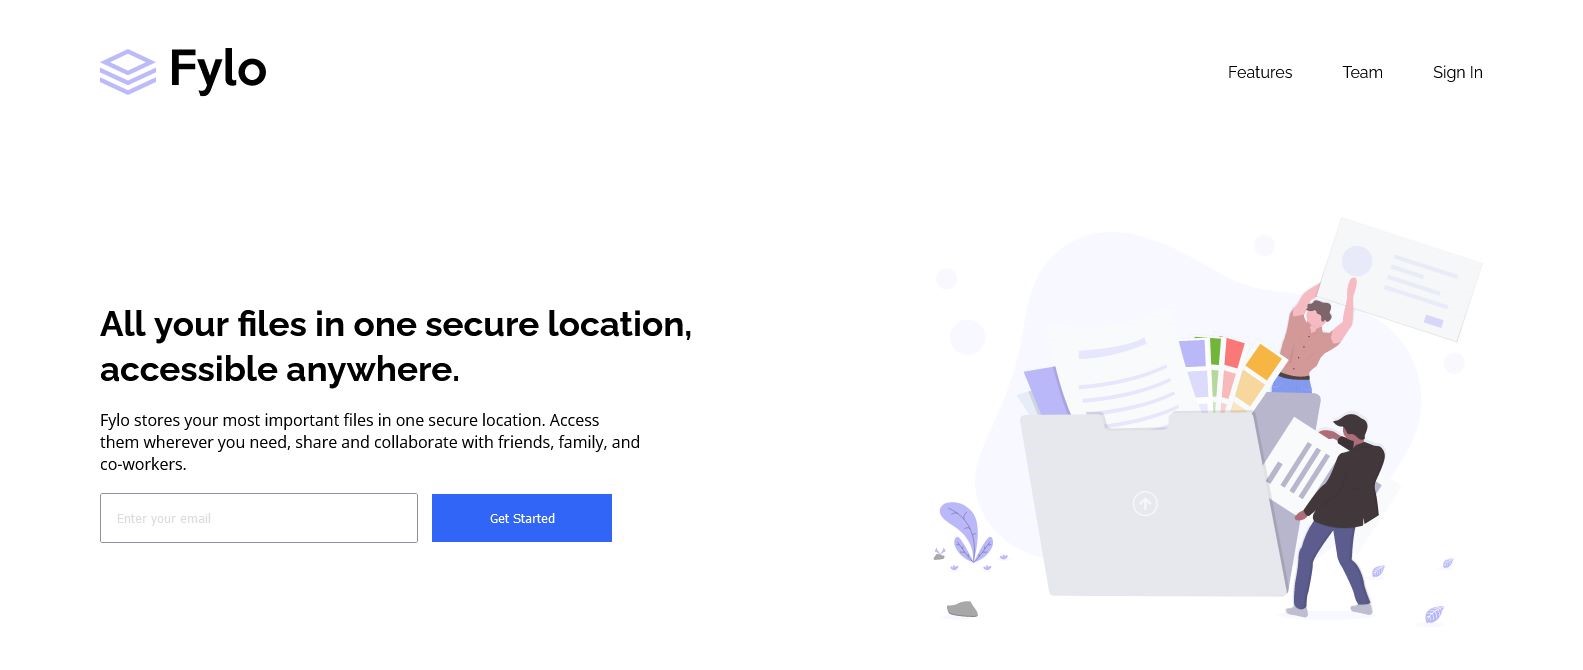 Fylo
Features
Team
Sign In
All your files in one secure location,
accessible anywhere.
Fylo stores your most important files in one secure location. Access
them wherever you need, share and collaborate with friends, family, and
co-workers.
Enter your email
Get Started